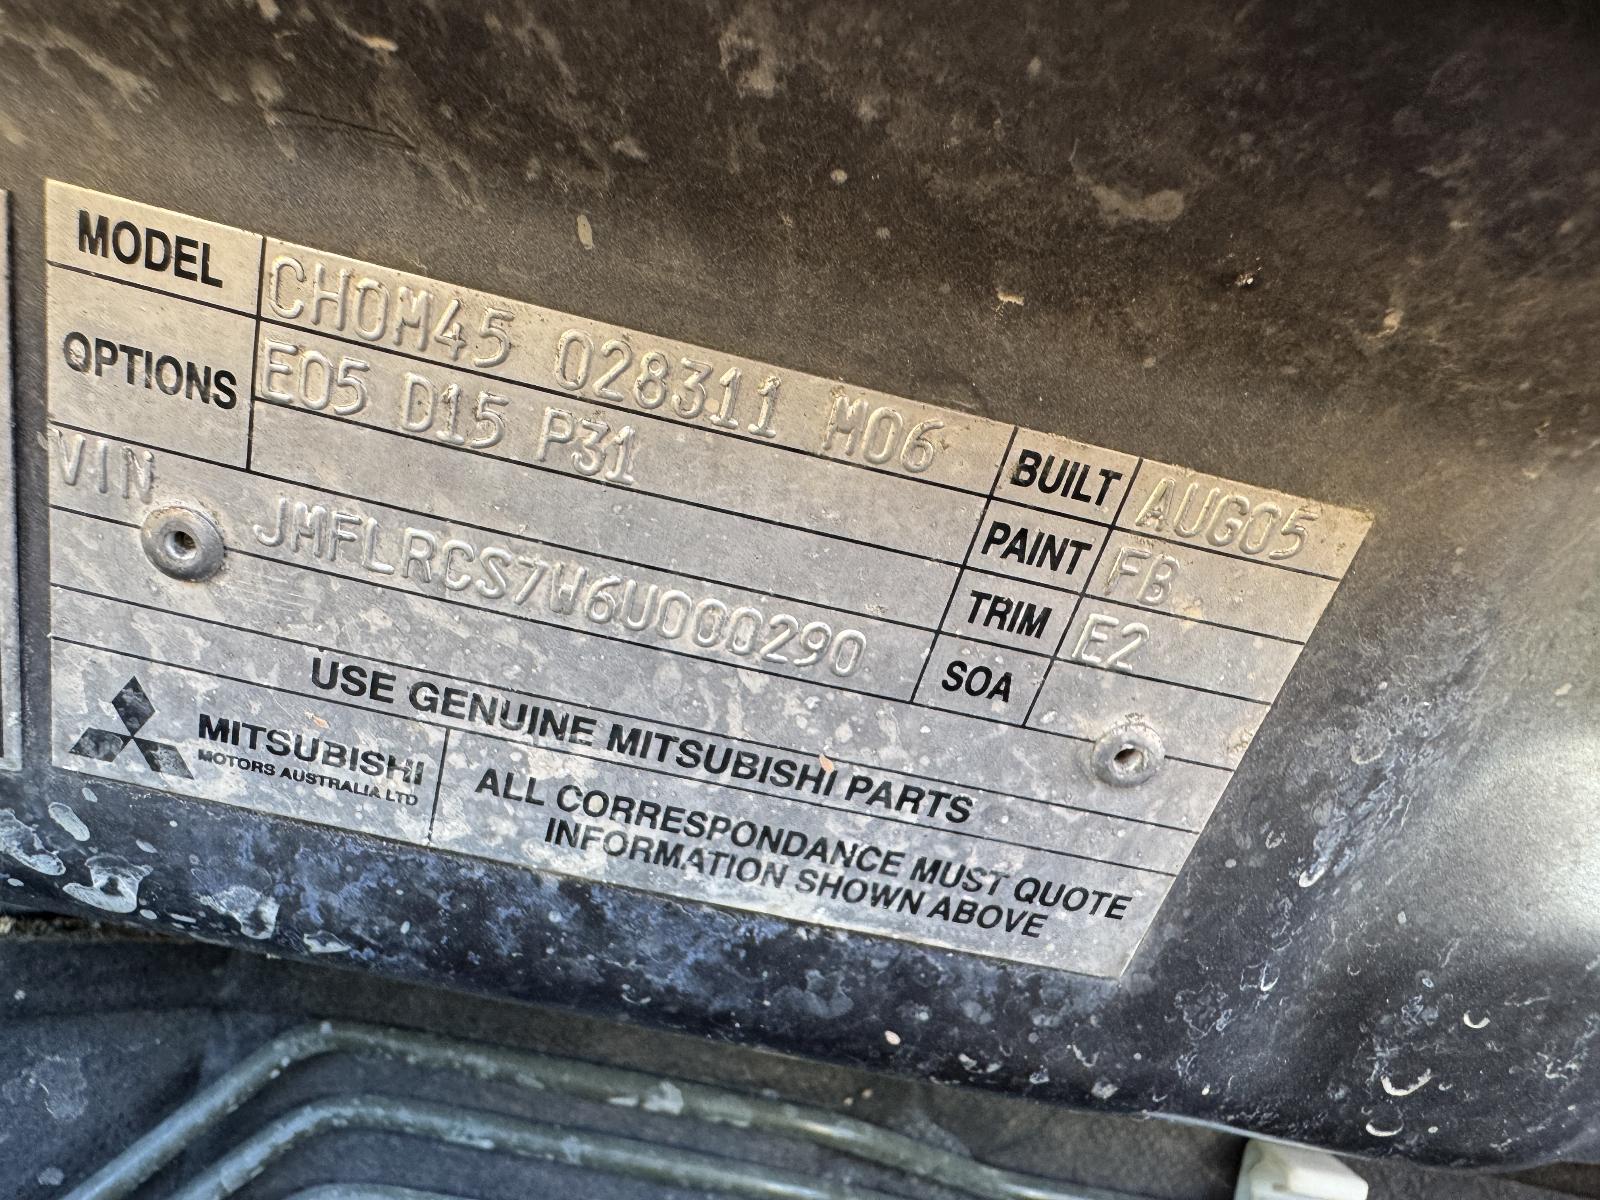 MODEL CHOM45 028311 M06
OPTIONS E05 D15 P31
BUILT AUG05
PAINT FB
TRIM E2
SOA
VIN JMFLRCS7W6U000290
USE GENUINE MITSUBISHI PARTS
MITSUBISHI
MOTORS AUSTRALIA LTD
ALL CORRESPONDANCE MUST QUOTE
INFORMATION SHOWN ABOVE